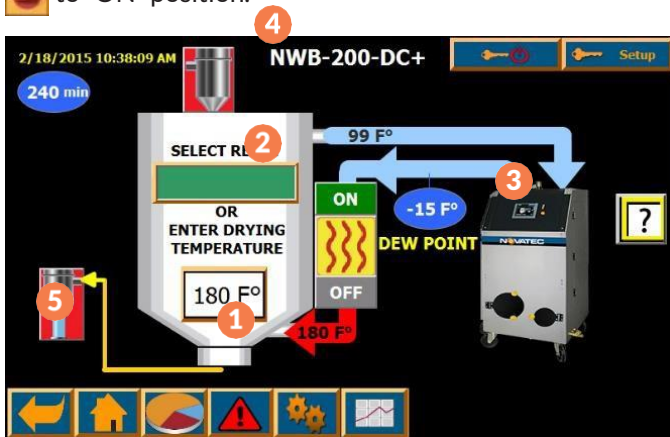 to "ON" position.
4
2/18/2015 10:38:09 AM
NWB-200-DC+
Setup
240 min
99 F°
SELECT RE
2
3
OR
ENTER DRYING
TEMPERATURE
ON
-15 F°
DEW POINT
?
NOVATEC
5
180 F°
OFF
1
180 F°